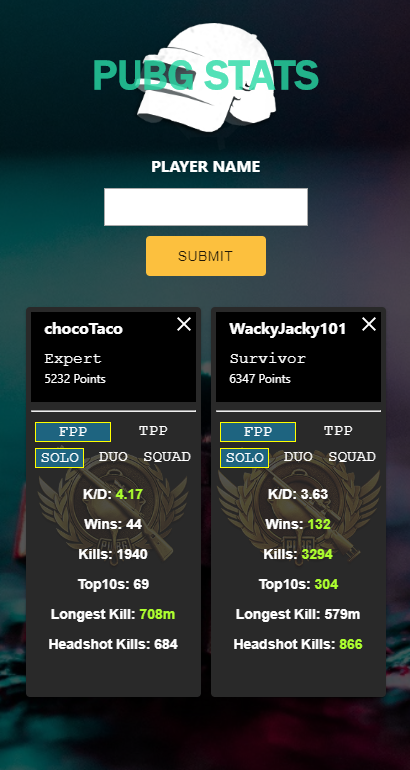 PUBG STATS
PLAYER NAME
SUBMIT
chocoTaco
Expert
5232 Points
FPP TPP
SOLO DUO SQUAD
K/D: 4.17
Wins: 44
Kills: 1940
Top10s: 69
Longest Kill: 708m
Headshot Kills: 684
WackyJacky101
Survivor
6347 Points
FPP TPP
SOLO DUO SQUAD
K/D: 3.63
Wins: 132
Kills: 3294
Top10s: 304
Longest Kill: 579m
Headshot Kills: 866